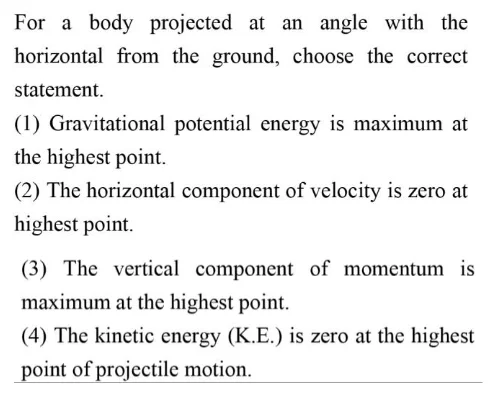 For a body projected at an angle with the
horizontal from the ground, choose the correct
statement.
(1) Gravitational potential energy is maximum at
the highest point.
(2) The horizontal component of velocity is zero at
highest point.
(3) The vertical component of momentum is
maximum at the highest point.
(4) The kinetic energy (K.E.) is zero at the highest
point of projectile motion.